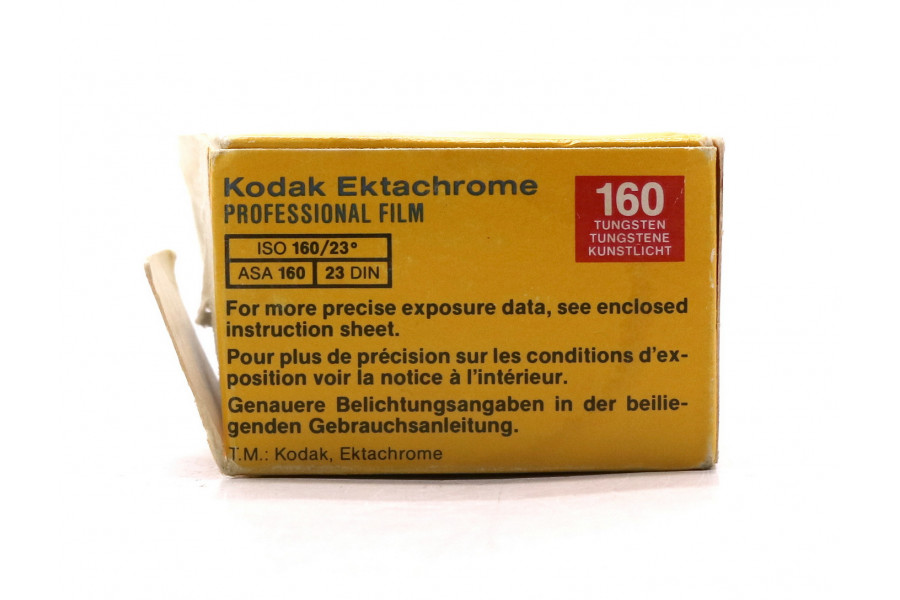 Kodak Ektachrome
PROFESSIONAL FILM
160
TUNGSTEN
TUNGSTENE
KUNSTLICHT
ISO 160/23°
ASA 160 23 DIN
For more precise exposure data, see enclosed
instruction sheet.
Pour plus de précision sur les conditions d'ex-
position voir la notice à l'intérieur.
Genauere Belichtungsangaben in der beilie-
genden Gebrauchsanleitung.
T.M.: Kodak, Ektachrome